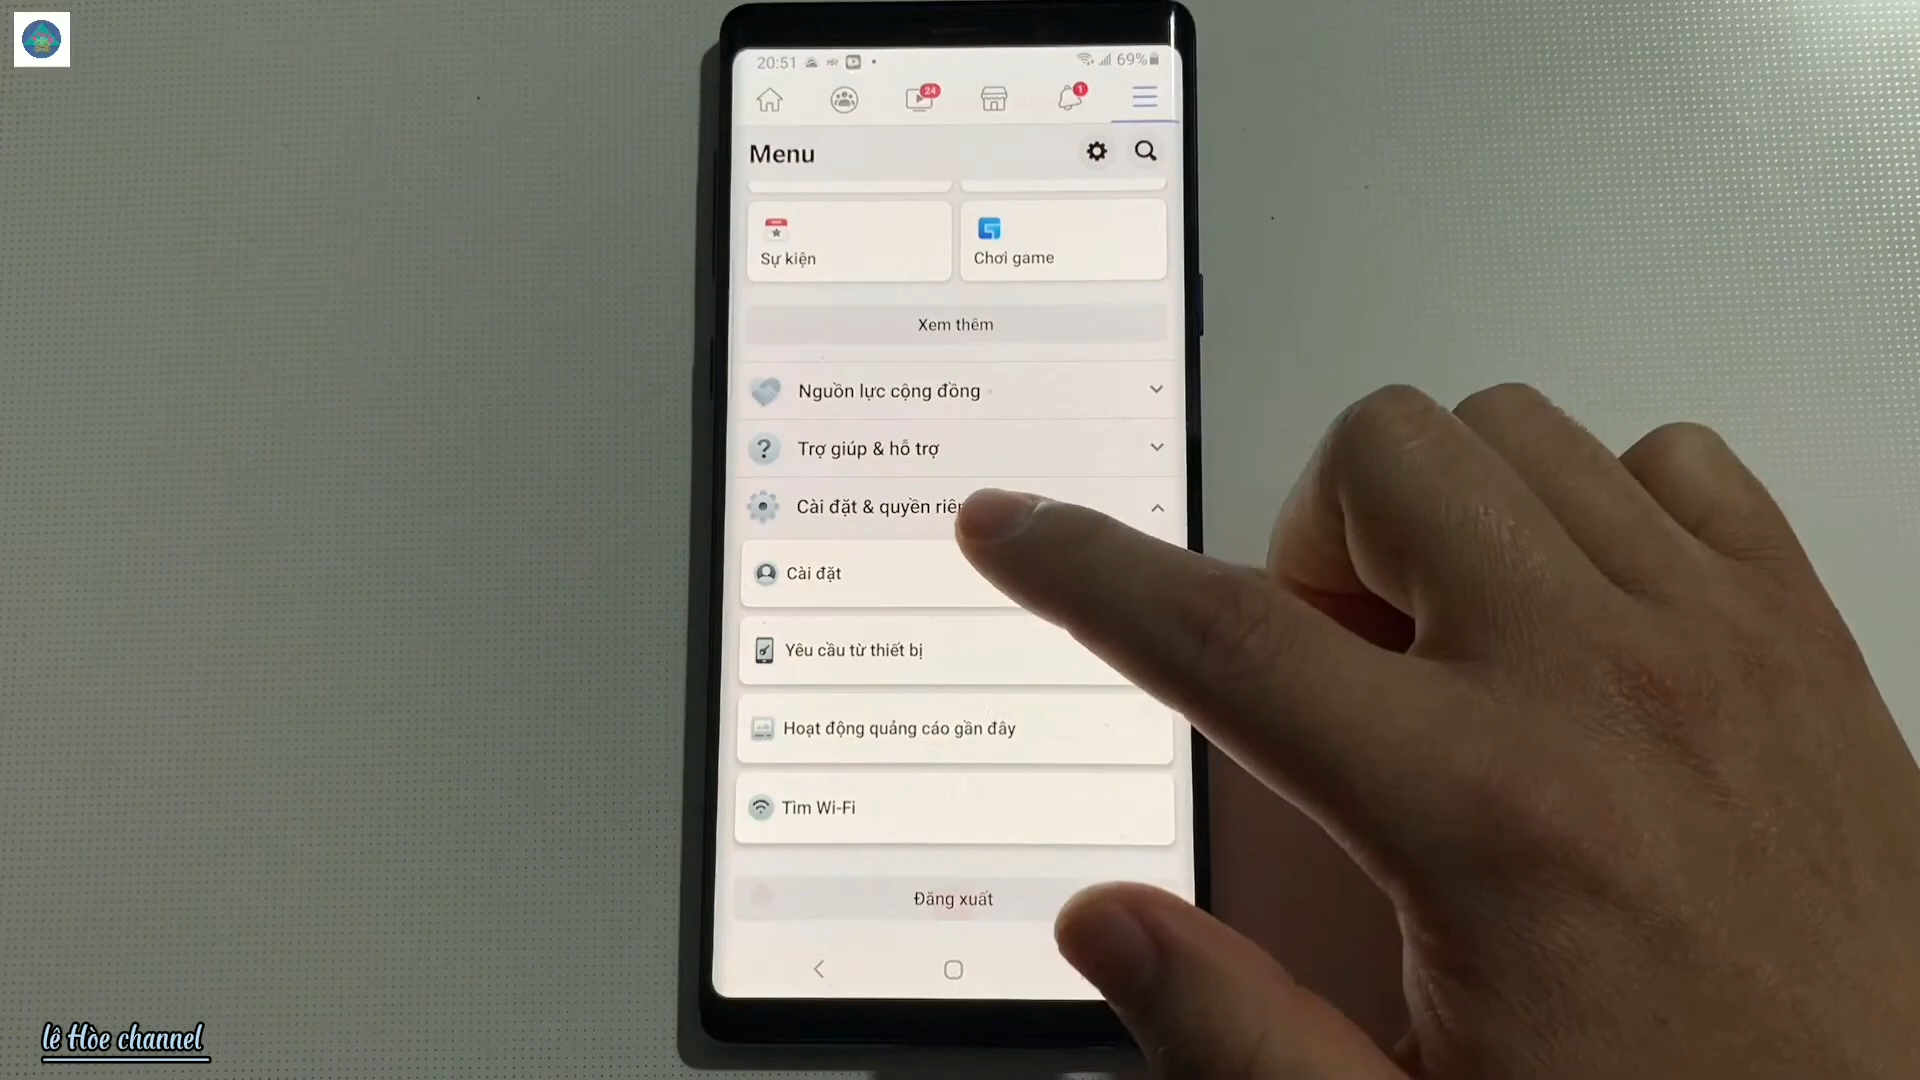 20:51 69%
24 1
Menu
Sự kiện Chơi game
Xem thêm
Nguồn lực cộng đồng
Trợ giúp & hỗ trợ
Cài đặt & quyền
Cài đặt
Yêu cầu từ thiết bị
Hoạt động quảng cáo gần đây
Tìm Wi-Fi
Đăng xuất
lê Hòe channel